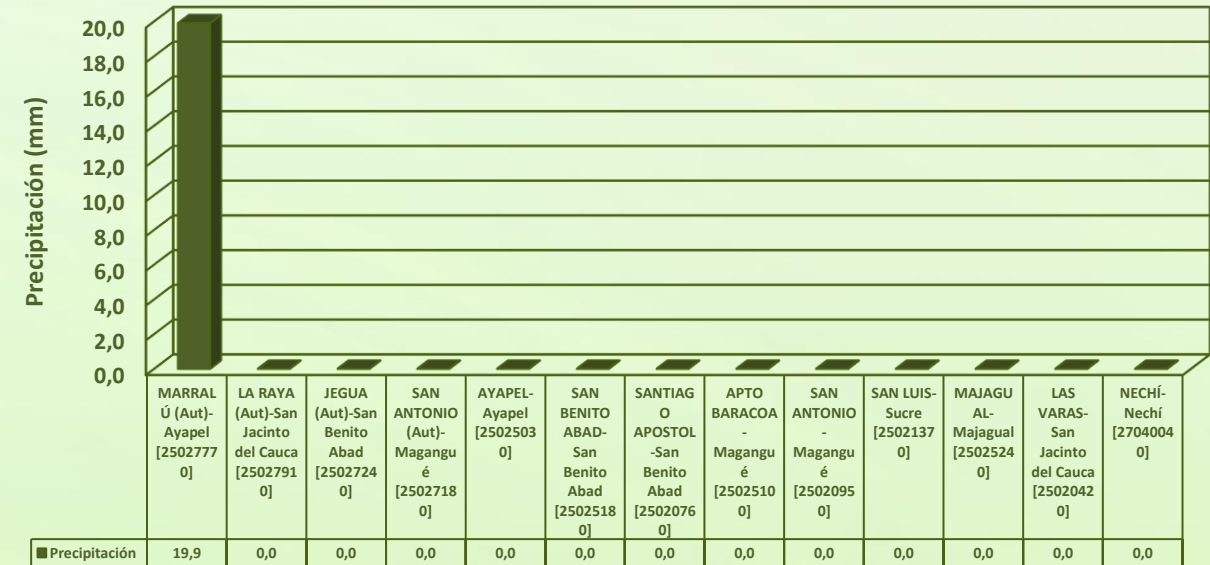 Precipitación (mm)
20,0
18,0
16,0
14,0
12,0
10,0
8,0
6,0
4,0
2,0
0,0
MARRAL
Ú (Aut)-
Ayapel
[2502777
0]
LA RAYA
(Aut)-San
Jacinto
del Cauca
[2502791
0]
JEGUA
(Aut)-San
Benito
Abad
[2502724
0]
SAN
ANTONIO
(Aut)-
Magangu
é
[2502718
0]
AYAPEL-
Ayapel
[2502503
0]
SAN
BENITO
ABAD-
San
Benito
Abad
[2502518
0]
SANTIAG
O
APOSTOL
-San
Benito
Abad
[2502076
0]
APTO
BARACOA
-
Magangu
é
[2502510
0]
SAN
ANTONIO
-
Magangu
é
[2502095
0]
SAN LUIS-
Sucre
[2502137
0]
MAJAGU
AL-
Majagual
[2502524
0]
LAS
VARAS-
San
Jacinto
del Cauca
[2502042
0]
NECHÍ-
Nechí
[2704004
0]
Precipitación 19,9 0,0 0,0 0,0 0,0 0,0 0,0 0,0 0,0 0,0 0,0 0,0 0,0